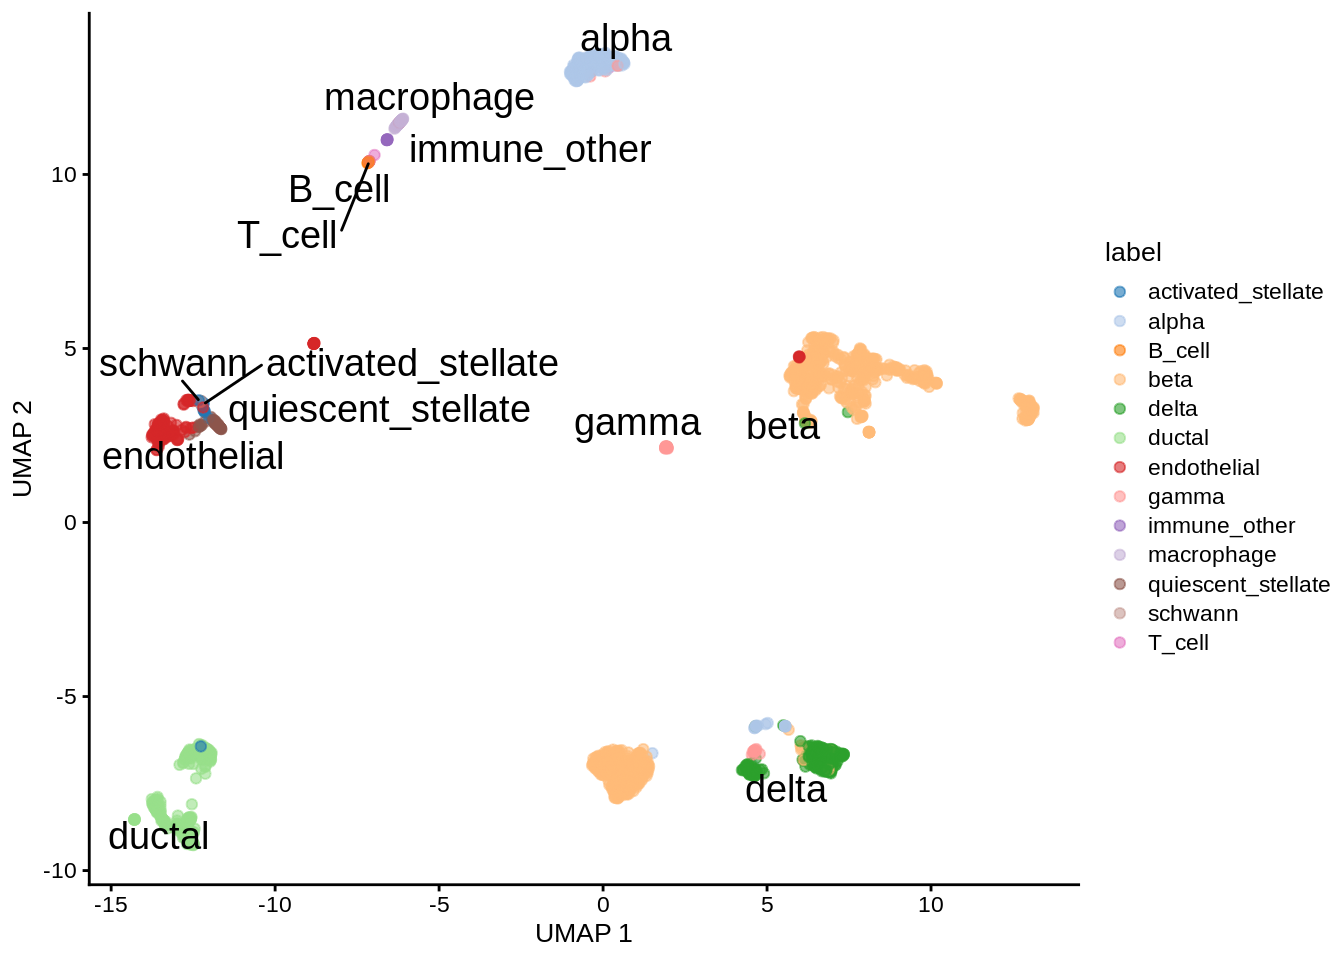 alpha
macrophage
immune_other
B_cell
T_cell
schwann
activated_stellate
quiescent_stellate
endothelial
gamma
beta
delta
ductal
10
5
0
-5
-10
UMAP 2
-15
-10
-5
0
5
10
UMAP 1
label
activated_stellate
alpha
B_cell
beta
delta
ductal
endothelial
gamma
immune_other
macrophage
quiescent_stellate
schwann
T_cell